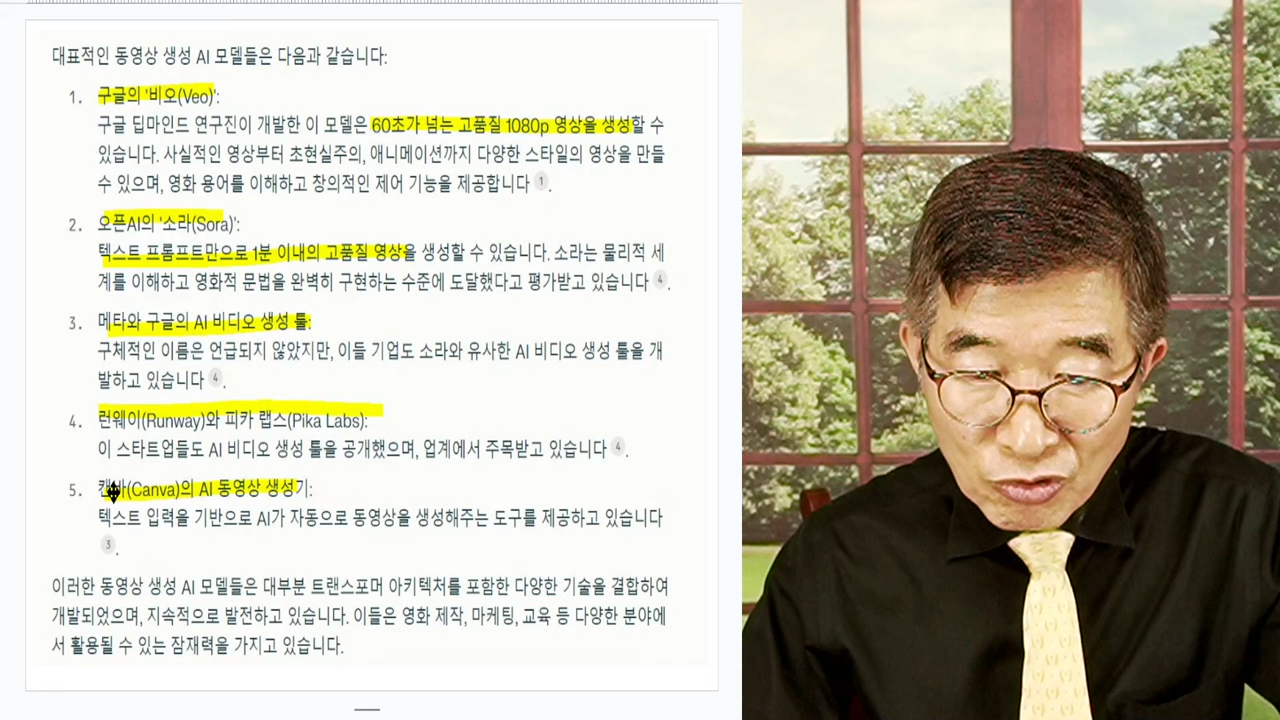 대표적인 동영상 생성 AI 모델들은 다음과 같습니다:
1. 구글의 '비오(Veo)':
구글 딥마인드 연구진이 개발한 이 모델은 60초가 넘는 고품질 1080p 영상을 생성할 수
있습니다. 사실적인 영상부터 초현실주의, 애니메이션까지 다양한 스타일의 영상을 만들
수 있으며, 영화 용어를 이해하고 창의적인 제어 기능을 제공합니다 1.
2. 오픈AI의 '소라(Sora)':
텍스트 프롬프트만으로 1분 이내의 고품질 영상을 생성할 수 있습니다. 소라는 물리적 세
계를 이해하고 영화적 문법을 완벽히 구현하는 수준에 도달했다고 평가받고 있습니다 4.
3. 메타와 구글의 AI 비디오 생성 툴:
구체적인 이름은 언급되지 않았지만, 이들 기업도 소라와 유사한 AI 비디오 생성 툴을 개
발하고 있습니다 4.
4. 런웨이(Runway)와 피카 랩스(Pika Labs):
이 스타트업들도 AI 비디오 생성 툴을 공개했으며, 업계에서 주목받고 있습니다 4.
5. 캔바(Canva)의 AI 동영상 생성기:
텍스트 입력을 기반으로 AI가 자동으로 동영상을 생성해주는 도구를 제공하고 있습니다
3.
이러한 동영상 생성 AI 모델들은 대부분 트랜스포머 아키텍처를 포함한 다양한 기술을 결합하여
개발되었으며, 지속적으로 발전하고 있습니다. 이들은 영화 제작, 마케팅, 교육 등 다양한 분야에
서 활용될 수 있는 잠재력을 가지고 있습니다.